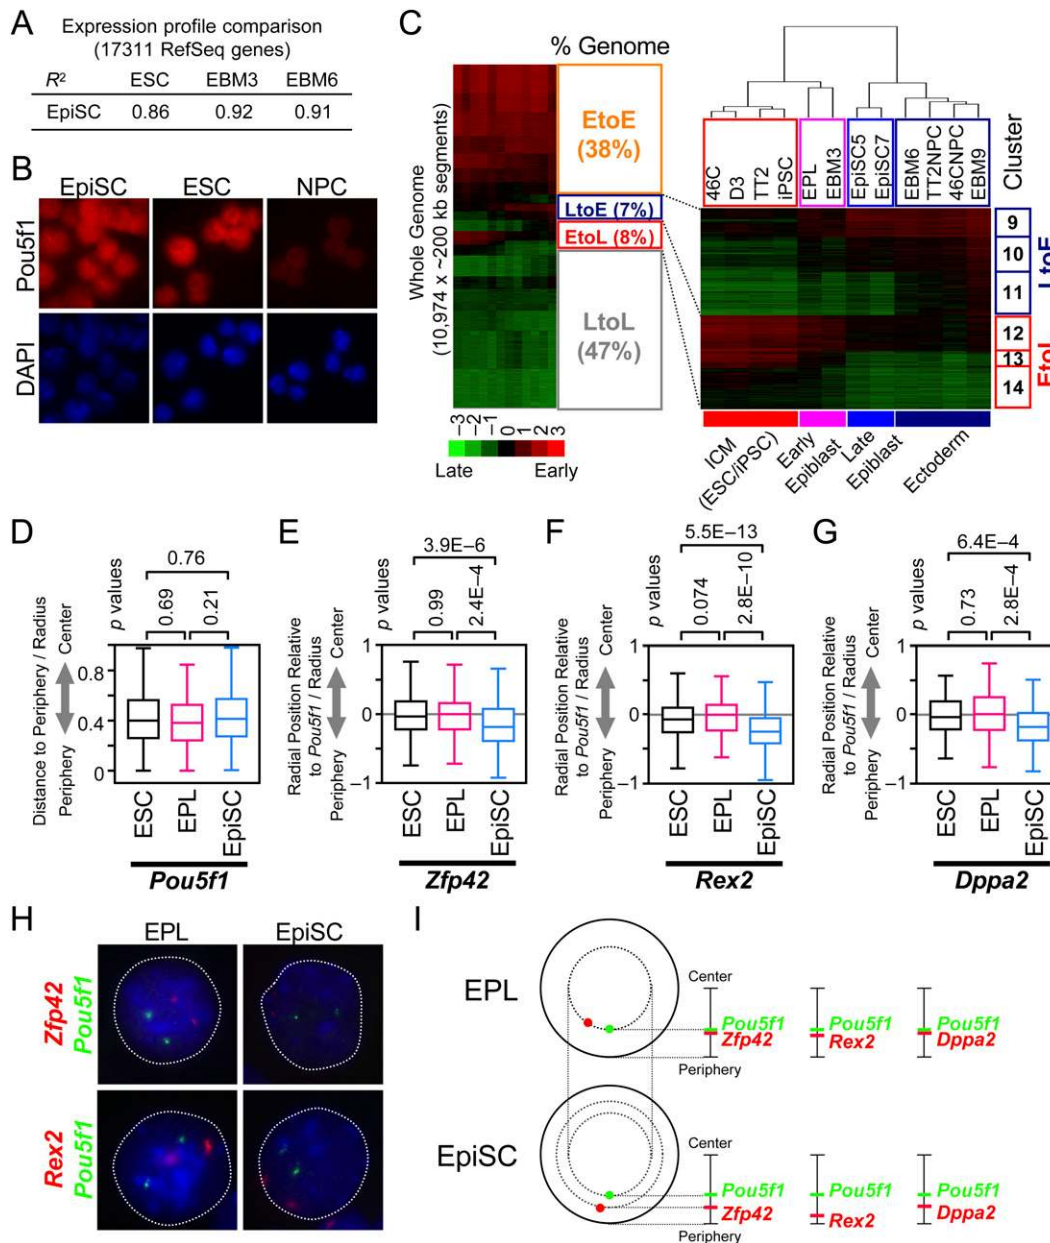 A
Expression profile comparison
(17311 RefSeq genes)
R² ESC EBM3 EBM6
EpiSC 0.86 0.92 0.91
B
EpiSC ESC NPC
Pou5f1
DAPI
C
% Genome
Whole Genome
(10,974 x ~200 kb segments)
EtoE
(38%)
LtoE (7%)
EtoL (8%)
LtoL
(47%)
−3 −2 −1 0 1 2 3
Late Early
46C D3 TT2 iPSC EPL EBM3 EpiSC5 EpiSC7 EBM6 TT2NPC 46CNPC EBM9
Cluster
9
10
11
12
13
14
LtoE
EtoL
ICM
(ESC/iPSC)
Early
Epiblast
Late
Epiblast
Ectoderm
D
p values
0.76
0.69 0.21
Distance to Periphery / Radius
Periphery Center
0.8
0.4
0
ESC EPL EpiSC
Pou5f1
E
p values
3.9E−6
0.99 2.4E−4
Radial Position Relative
to Pou5f1 / Radius
Periphery Center
1
0
−1
ESC EPL EpiSC
Zfp42
F
p values
5.5E−13
0.074 2.8E−10
Radial Position Relative
to Pou5f1 / Radius
Periphery Center
1
0
−1
ESC EPL EpiSC
Rex2
G
p values
6.4E−4
0.73 2.8E−4
Radial Position Relative
to Pou5f1 / Radius
Periphery Center
1
0
−1
ESC EPL EpiSC
Dppa2
H
EPL EpiSC
Zfp42
Pou5f1
Rex2
Pou5f1
I
EPL
Center
Pou5f1 Pou5f1 Pou5f1
Zfp42 Rex2 Dppa2
Periphery
EpiSC
Center
Pou5f1 Pou5f1 Pou5f1
Zfp42 Rex2 Dppa2
Periphery